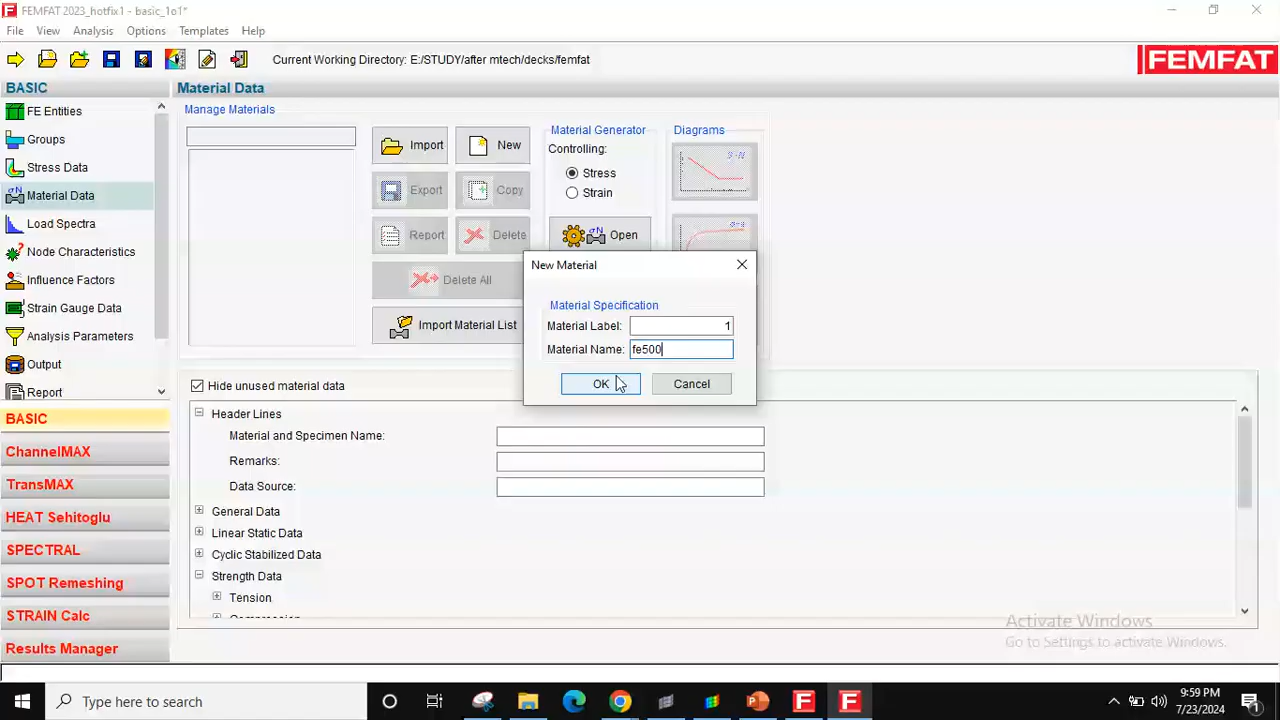 FEMFAT 2023_hotfix1 - basic_1o1*
File View Analysis Options Templates Help
Current Working Directory: E:/STUDY/after mtech/decks/femfat
FEMFAT
BASIC
FE Entities
Groups
Stress Data
Material Data
Load Spectra
Node Characteristics
Influence Factors
Strain Gauge Data
Analysis Parameters
Output
Report
BASIC
ChannelMAX
TransMAX
HEAT Sehitoglu
SPECTRAL
SPOT Remeshing
STRAIN Calc
Results Manager
Material Data
Manage Materials
Import
New
Export
Copy
Report
Delete
Delete All
Import Material List
Material Generator
Controlling:
Stress
Strain
Open
Diagrams
New Material
Material Specification
Material Label: 1
Material Name: fe500
OK
Cancel
Hide unused material data
Header Lines
Material and Specimen Name:
Remarks:
Data Source:
General Data
Linear Static Data
Cyclic Stabilized Data
Strength Data
Tension
Activate Windows
Go to Settings to activate Windows.
Type here to search
9:59 PM
7/23/2024
1